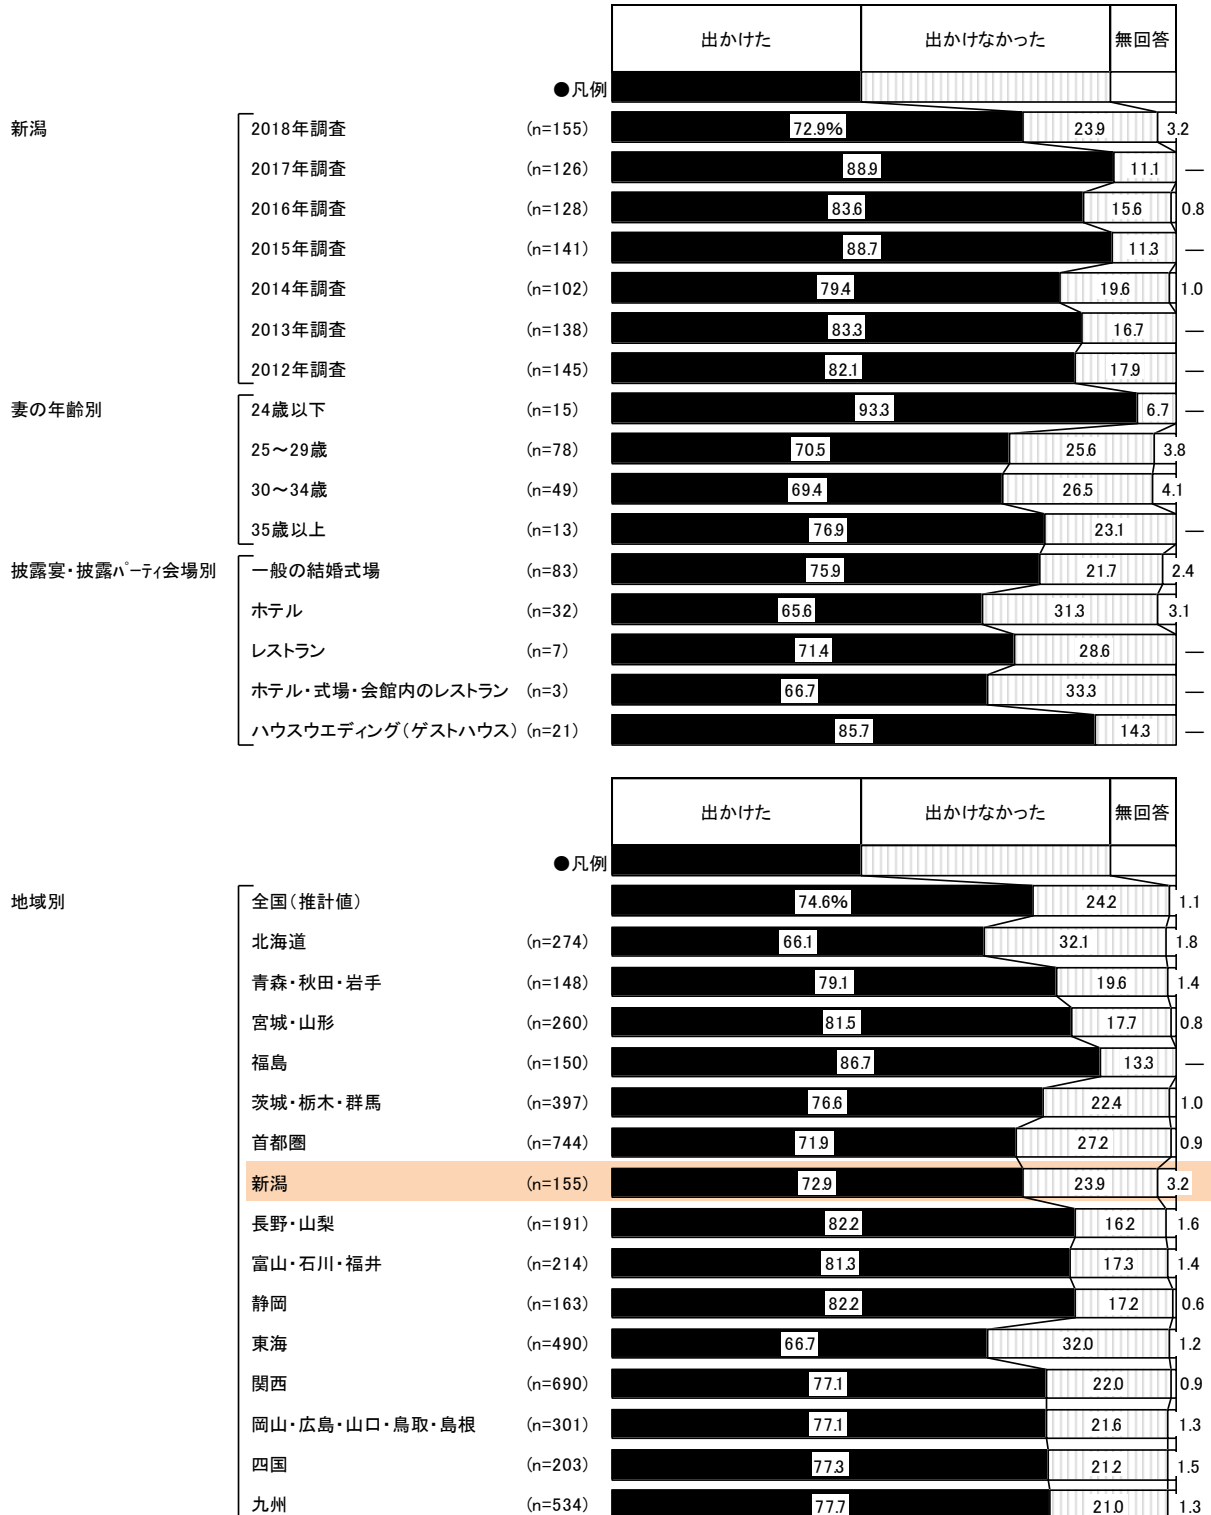 出かけた 出かけなかった 無回答
●凡例
新潟 2018年調査 (n=155) 72.9% 23.9 3.2
2017年調査 (n=126) 88.9 11.1 —
2016年調査 (n=128) 83.6 15.6 0.8
2015年調査 (n=141) 88.7 11.3 —
2014年調査 (n=102) 79.4 19.6 1.0
2013年調査 (n=138) 83.3 16.7 —
2012年調査 (n=145) 82.1 17.9 —
妻の年齢別 24歳以下 (n=15) 93.3 6.7 —
25～29歳 (n=78) 70.5 25.6 3.8
30～34歳 (n=49) 69.4 26.5 4.1
35歳以上 (n=13) 76.9 23.1 —
披露宴・披露ﾊﾟｰﾃｨ会場別 一般の結婚式場 (n=83) 75.9 21.7 2.4
ホテル (n=32) 65.6 31.3 3.1
レストラン (n=7) 71.4 28.6 —
ホテル・式場・会館内のレストラン (n=3) 66.7 33.3 —
ハウスウエディング（ゲストハウス） (n=21) 85.7 14.3 —
出かけた 出かけなかった 無回答
●凡例
地域別 全国（推計値） 74.6% 24.2 1.1
北海道 (n=274) 66.1 32.1 1.8
青森・秋田・岩手 (n=148) 79.1 19.6 1.4
宮城・山形 (n=260) 81.5 17.7 0.8
福島 (n=150) 86.7 13.3 —
茨城・栃木・群馬 (n=397) 76.6 22.4 1.0
首都圏 (n=744) 71.9 27.2 0.9
新潟 (n=155) 72.9 23.9 3.2
長野・山梨 (n=191) 82.2 16.2 1.6
富山・石川・福井 (n=214) 81.3 17.3 1.4
静岡 (n=163) 82.2 17.2 0.6
東海 (n=490) 66.7 32.0 1.2
関西 (n=690) 77.1 22.0 0.9
岡山・広島・山口・鳥取・島根 (n=301) 77.1 21.6 1.3
四国 (n=203) 77.3 21.2 1.5
九州 (n=534) 77.7 21.0 1.3